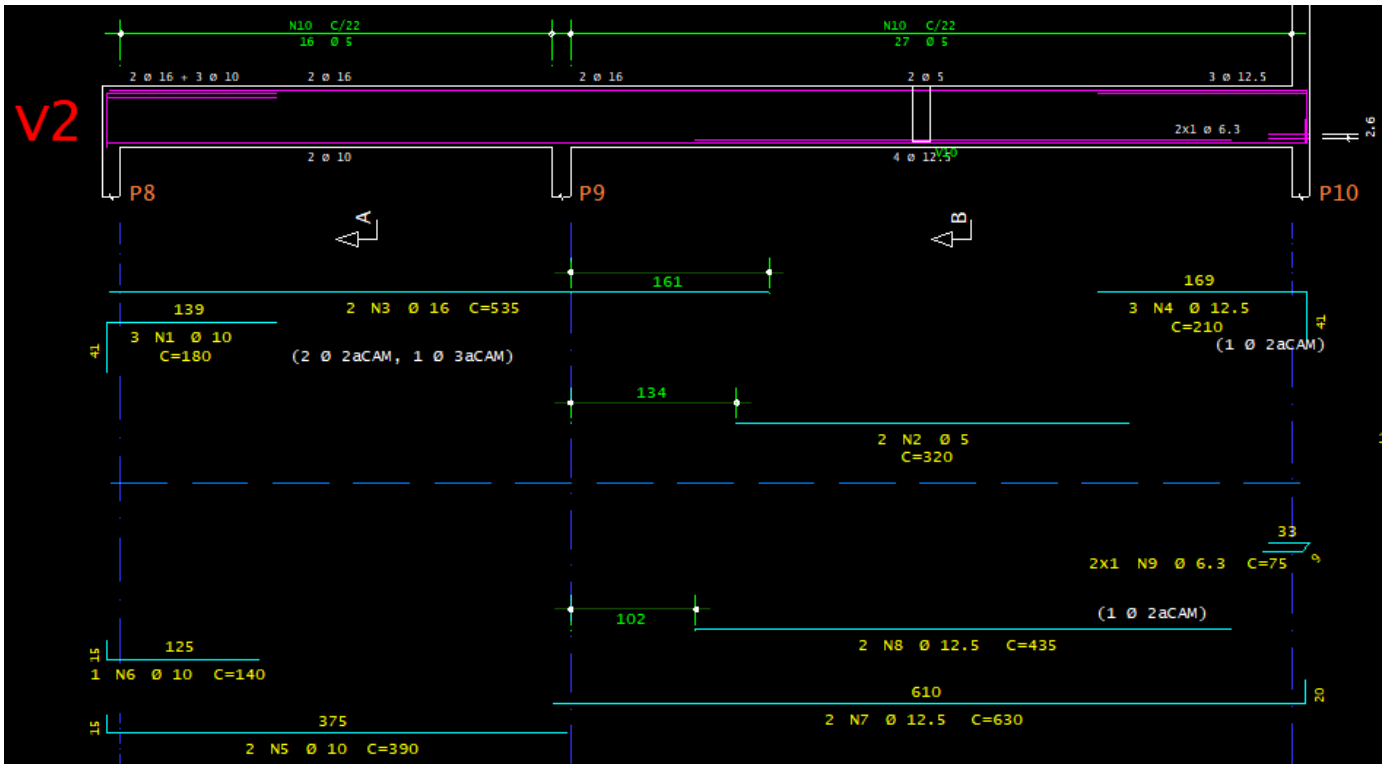 N10 C/22
16 Ø 5
N10 C/22
27 Ø 5
2 Ø 16 + 3 Ø 10
2 Ø 16
2 Ø 16
2 Ø 5
3 Ø 12.5
V2
2x1 Ø 6.3
2.6
2 Ø 10
4 Ø 12.5
V10
P8
P9
P10
A
B
161
169
139
2 N3 Ø 16 C=535
3 N4 Ø 12.5
C=210
41
3 N1 Ø 10
C=180
41
(2 Ø 2aCAM, 1 Ø 3aCAM)
(1 Ø 2aCAM)
134
2 N2 Ø 5
C=320
33
2x1 N9 Ø 6.3 C=75
9
(1 Ø 2aCAM)
102
125
2 N8 Ø 12.5 C=435
15
1 N6 Ø 10 C=140
610
20
375
2 N7 Ø 12.5 C=630
15
2 N5 Ø 10 C=390